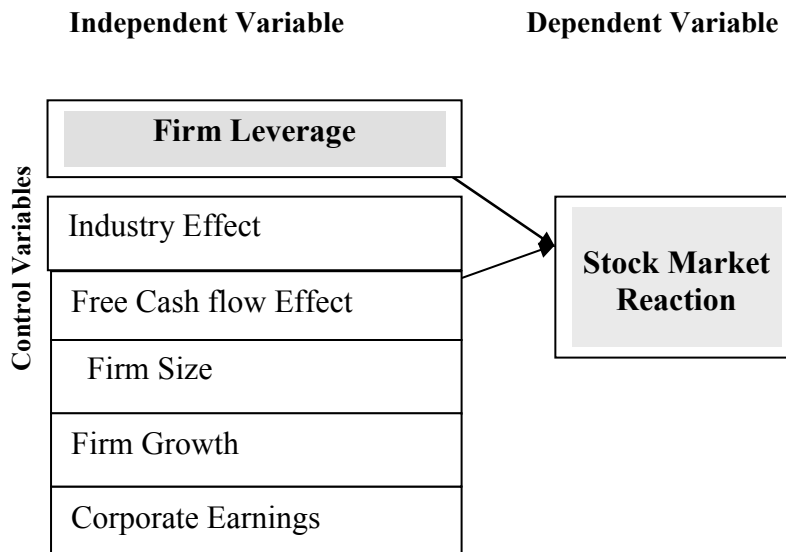 Independent Variable
Dependent Variable
Firm Leverage
Control Variables
Industry Effect
Free Cash flow Effect
Firm Size
Firm Growth
Corporate Earnings
Stock Market
Reaction